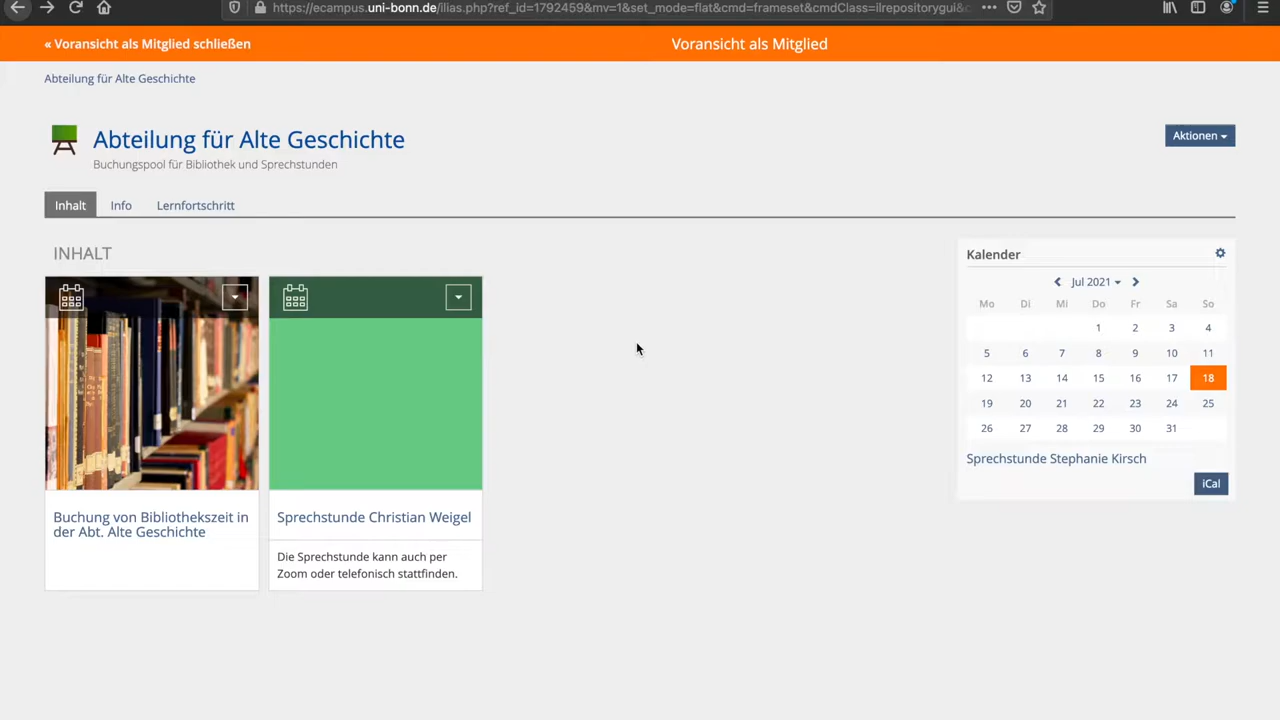 https://ecampus.uni-bonn.de/ilias.php?ref_id=1792459&mv=1&set_mode=flat&cmd=frameset&cmdClass=ilrepositorygui&
« Voransicht als Mitglied schließen
Voransicht als Mitglied
Abteilung für Alte Geschichte
Abteilung für Alte Geschichte
Aktionen
Buchungspool für Bibliothek und Sprechstunden
Inhalt Info Lernfortschritt
INHALT
Kalender
Jul 2021
Mo Di Mi Do Fr Sa So
1 2 3 4
5 6 7 8 9 10 11
12 13 14 15 16 17 18
19 20 21 22 23 24 25
26 27 28 29 30 31
Sprechstunde Stephanie Kirsch
iCal
Buchung von Bibliothekszeit in
der Abt. Alte Geschichte
Sprechstunde Christian Weigel
Die Sprechstunde kann auch per
Zoom oder telefonisch stattfinden.